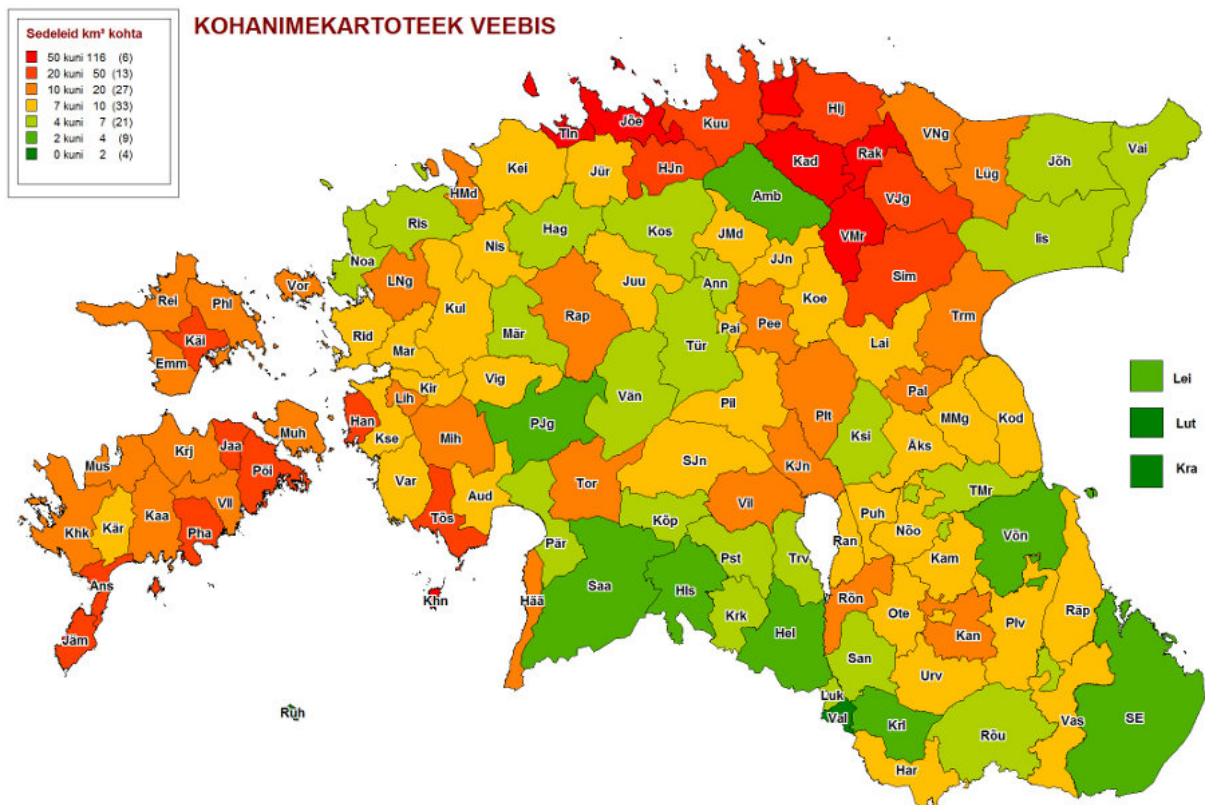 KOHANIMEKARTOTEEK VEEBIS
Sedeleid km² kohta
50 kuni 116 (6)
20 kuni 50 (13)
10 kuni 20 (27)
7 kuni 10 (33)
4 kuni 7 (21)
2 kuni 4 (9)
0 kuni 2 (4)
Tln
Jõe
Kuu
Hlj
VNg
Lüg
Jõh
Vai
Kei
Jür
HJn
Kad
Rak
HMd
Amb
VJg
Ris
Hag
Kos
JMd
VMr
Iis
Noa
Nis
LNg
Juu
JJn
Sim
Vor
Rei
Phl
Ann
Koe
Kul
Rap
Pee
Trm
Käi
Rid
Mär
Pai
Lai
Mar
Tür
Emm
Kir
Vig
Lei
Lih
Vän
Pil
Plt
Pal
Han
PJg
MMg
Kod
Lut
Muh
Kse
Mih
Ksi
Äks
Krj
Jaa
Mus
Põi
SJn
KJn
Kra
Var
Aud
Tor
TMr
Vll
Tõs
Vil
Khk
Kär
Kaa
Pha
Köp
Puh
Nõo
Võn
Pär
Ran
Kam
Pst
Trv
Ans
Khn
Saa
Hls
Hää
Rõn
Ote
Räp
Krk
Kan
Plv
Jäm
Hel
San
Urv
Ruh
Luk
Val
Krl
Vas
SE
Rõu
Har